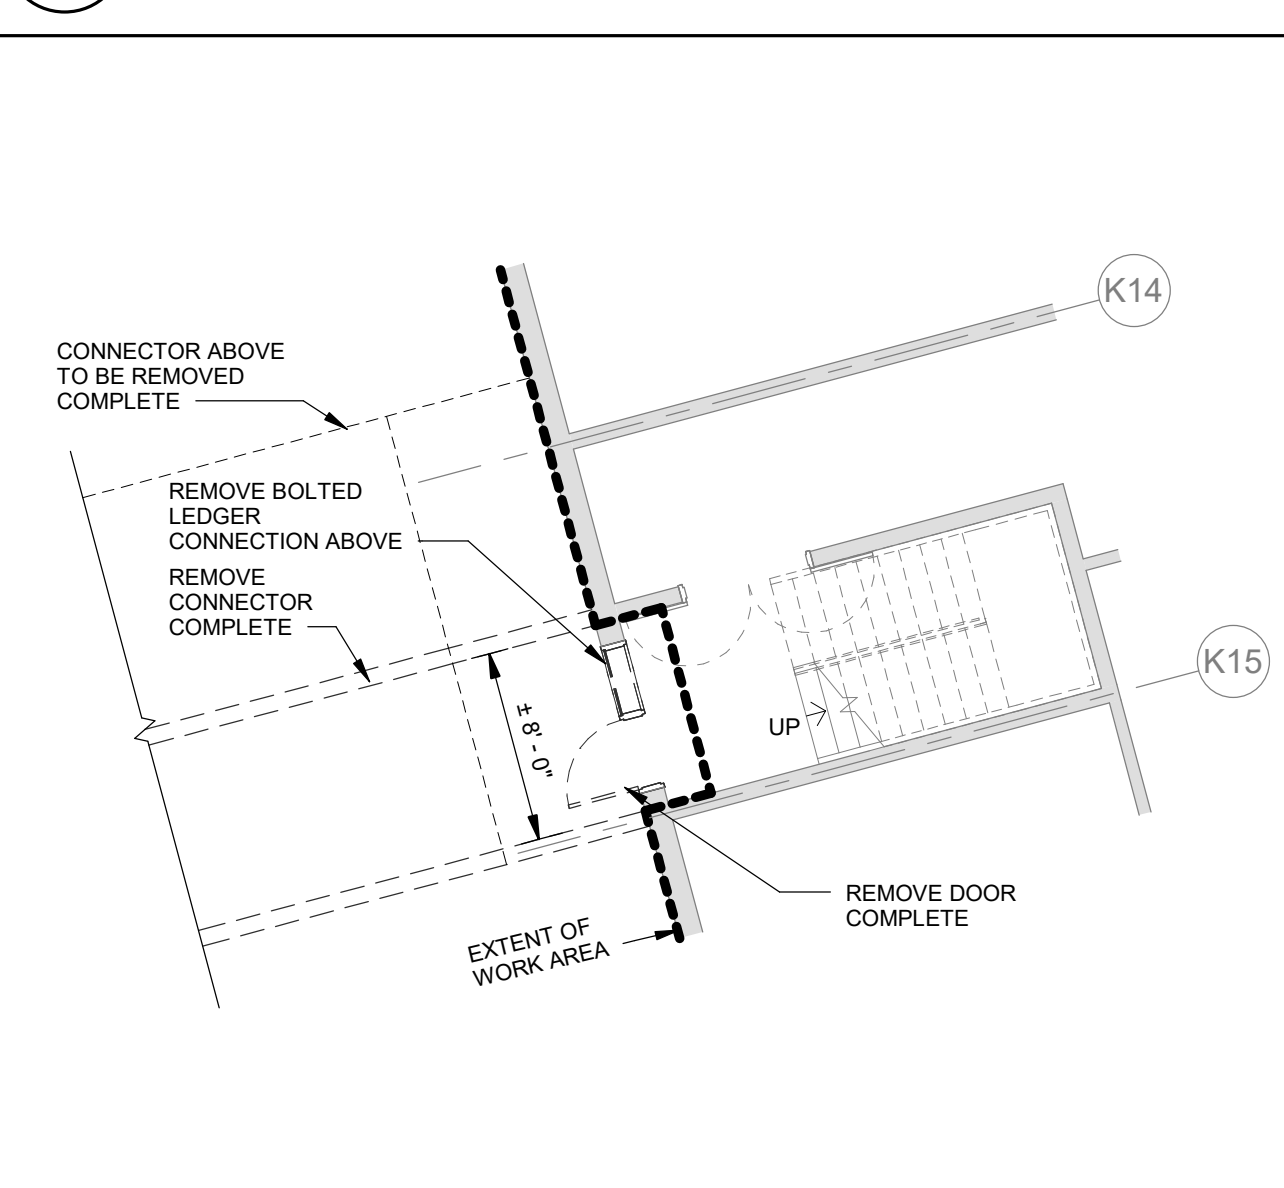 K14
CONNECTOR ABOVE
TO BE REMOVED
COMPLETE
REMOVE BOLTED
LEDGER
CONNECTION ABOVE
REMOVE
CONNECTOR
COMPLETE
K15
± 8' - 0"
UP
REMOVE DOOR
COMPLETE
EXTENT OF
WORK AREA